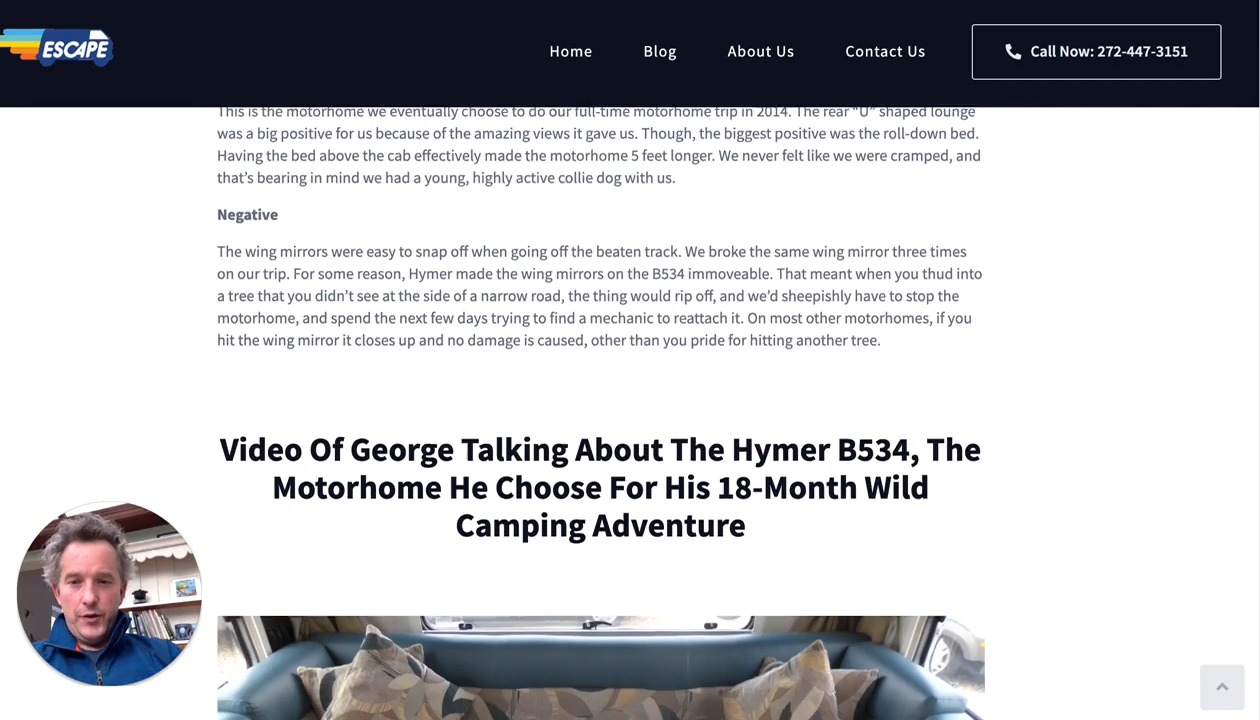 ESCAPE
Home
Blog
About Us
Contact Us
Call Now: 272-447-3151
This is the motorhome we eventually choose to do our full-time motorhome trip in 2014. The rear “U” shaped lounge
was a big positive for us because of the amazing views it gave us. Though, the biggest positive was the roll-down bed.
Having the bed above the cab effectively made the motorhome 5 feet longer. We never felt like we were cramped, and
that’s bearing in mind we had a young, highly active collie dog with us.
Negative
The wing mirrors were easy to snap off when going off the beaten track. We broke the same wing mirror three times
on our trip. For some reason, Hymer made the wing mirrors on the B534 immoveable. That meant when you thud into
a tree that you didn’t see at the side of a narrow road, the thing would rip off, and we’d sheepishly have to stop the
motorhome, and spend the next few days trying to find a mechanic to reattach it. On most other motorhomes, if you
hit the wing mirror it closes up and no damage is caused, other than you pride for hitting another tree.
Video Of George Talking About The Hymer B534, The
Motorhome He Choose For His 18-Month Wild
Camping Adventure